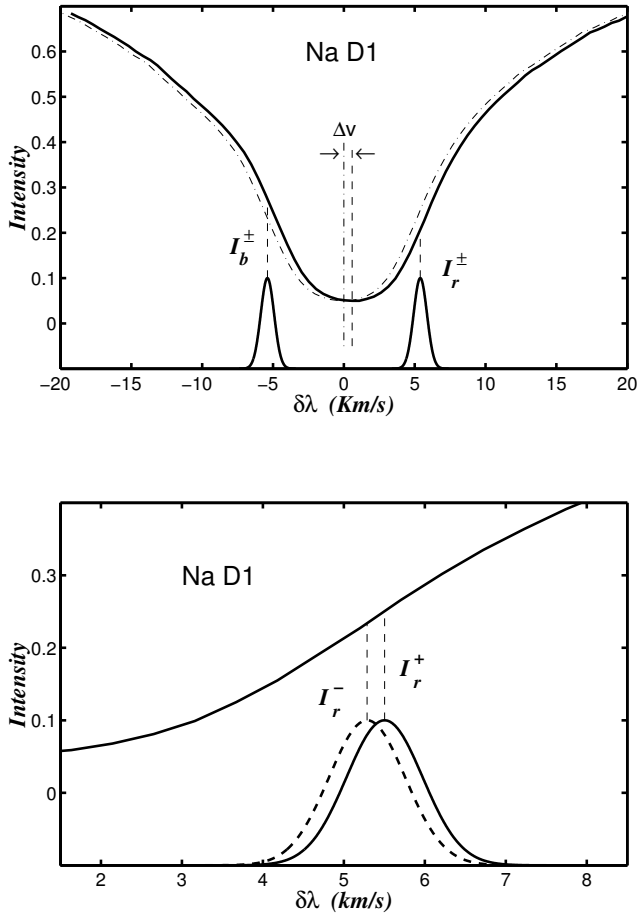 0.6
0.5
0.4
0.3
0.2
0.1
0
Intensity
Na D1
Δv
I_b^±
I_r^±
−20 −15 −10 −5 0 5 10 15 20
δλ (Km/s)
0.3
0.2
0.1
0
Intensity
Na D1
I_r^-
I_r^+
2 3 4 5 6 7 8
δλ (km/s)